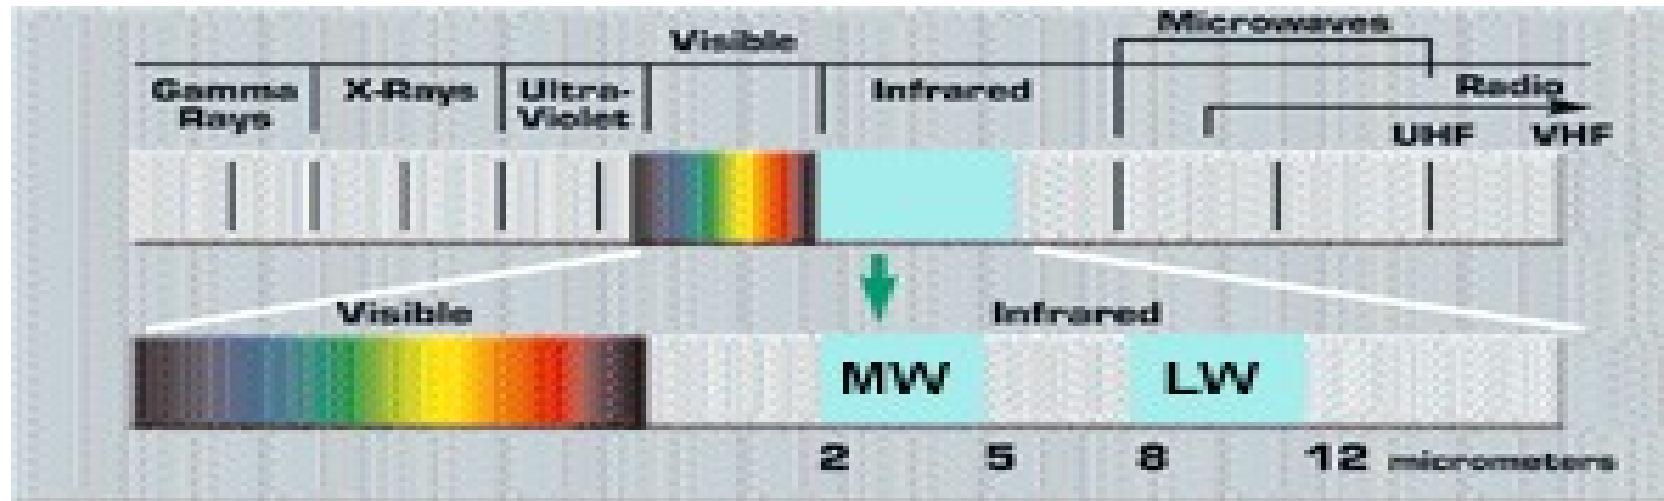 Microwaves
Visible
Gamma Rays
X-Rays
Ultra-
Violet
Infrared
Radio
UHF VHF
Visible
Infrared
MW
LW
2 5 8 12 micrometers